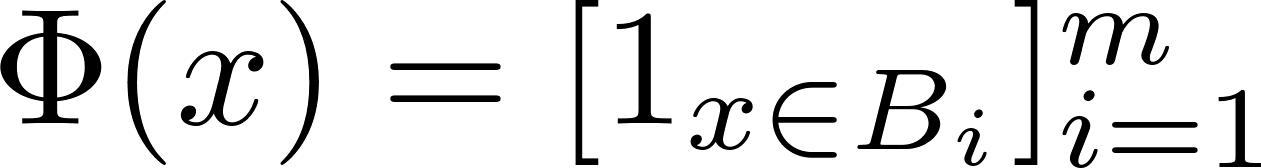 Φ(x) = [1_{x∈B_i}]_{i=1}^{m}